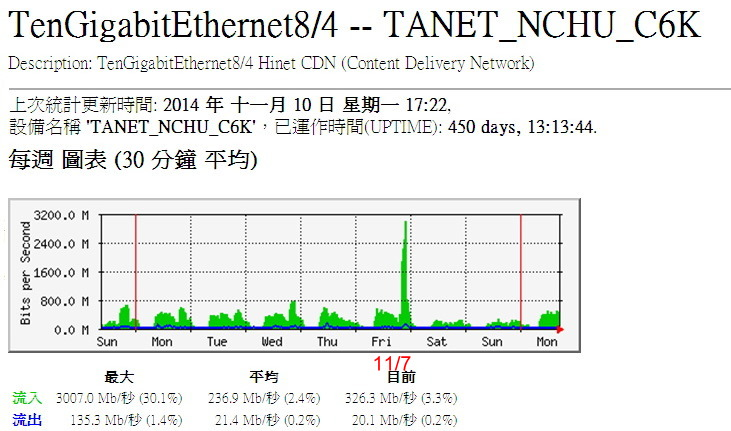 TenGigabitEthernet8/4 -- TANET_NCHU_C6K
Description: TenGigabitEthernet8/4 Hinet CDN (Content Delivery Network)
上次統計更新時間: 2014 年 十一月 10 日 星期一 17:22,
設備名稱 'TANET_NCHU_C6K'，已運作時間(UPTIME): 450 days, 13:13:44.
每週 圖表 (30 分鐘 平均)
Bits per Second
3200.0 M
2400.0 M
1600.0 M
800.0 M
0.0 M
Sun Mon Tue Wed Thu Fri Sat Sun Mon
11/7
最大 平均 目前
流入 3007.0 Mb/秒 (30.1%) 236.9 Mb/秒 (2.4%) 326.3 Mb/秒 (3.3%)
流出 135.3 Mb/秒 (1.4%) 21.4 Mb/秒 (0.2%) 20.1 Mb/秒 (0.2%)